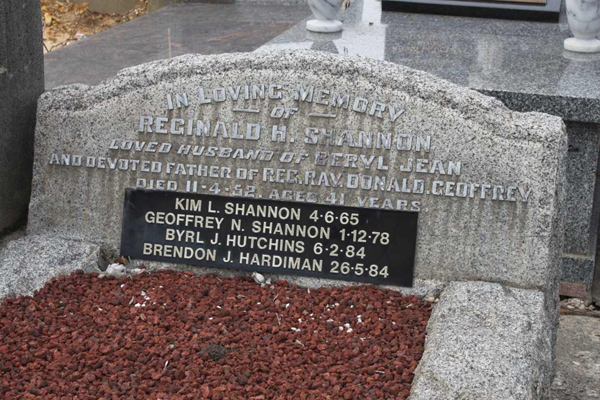 IN LOVING MEMORY
OF
REGINALD H. SHANNON
LOVED HUSBAND OF BERYL JEAN
AND DEVOTED FATHER OF REG, RAY, DONALD, GEOFFREY
DIED 11-4-52, AGED 41 YEARS
KIM L. SHANNON 4·6·65
GEOFFREY N. SHANNON 1·12·78
BYRL J. HUTCHINS 6·2·84
BRENDON J. HARDIMAN 26·5·84